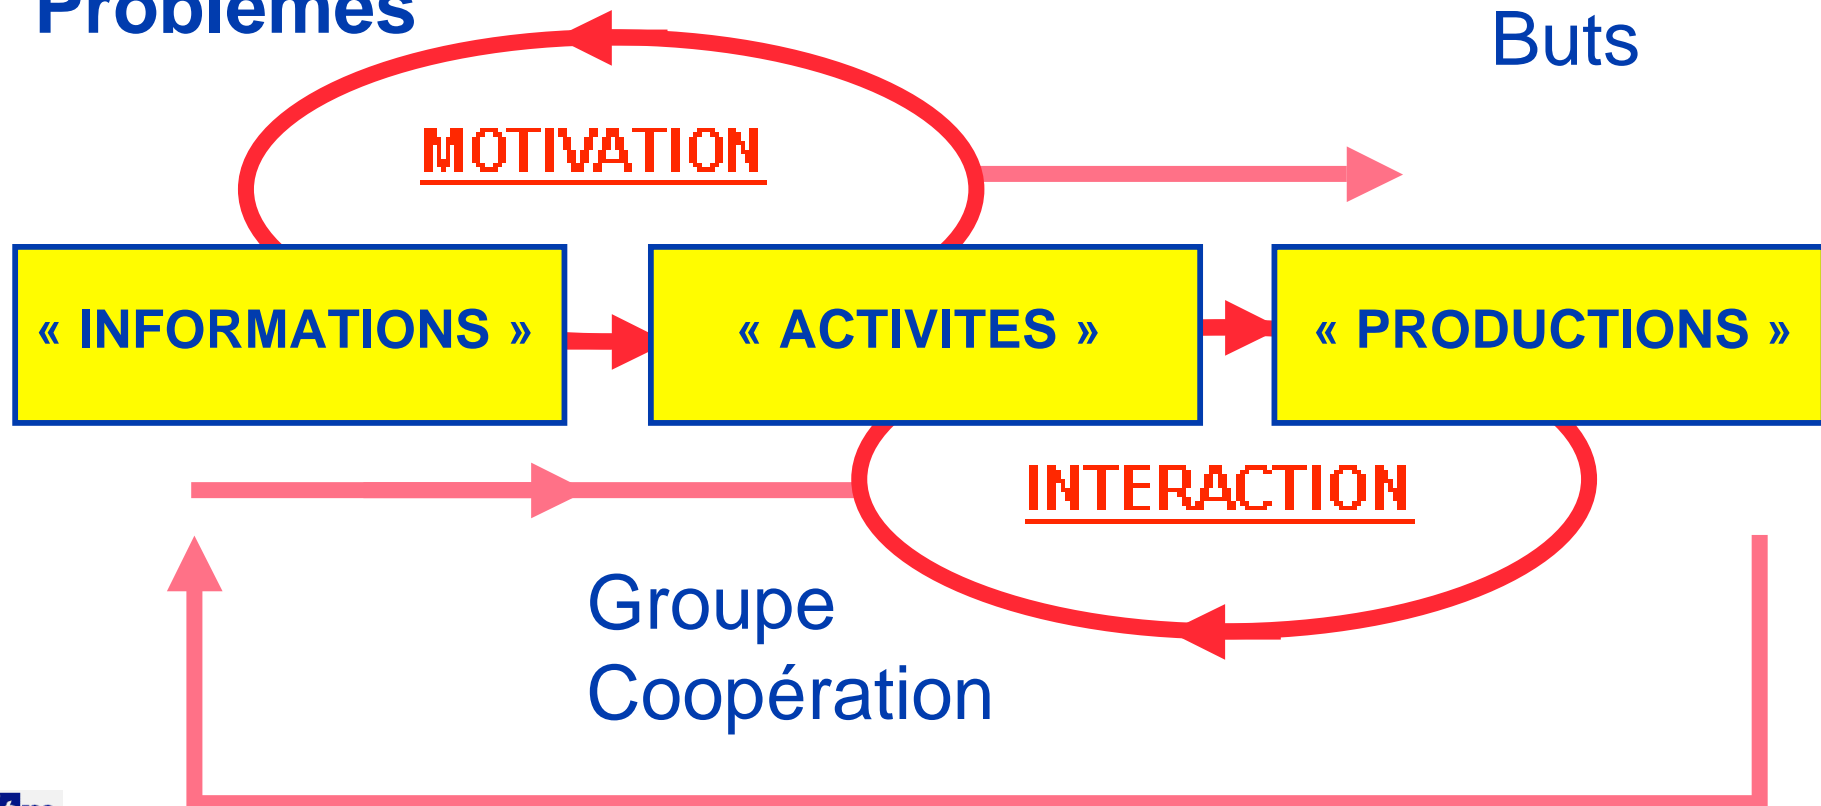 Problèmes
Buts
MOTIVATION
« INFORMATIONS »
« ACTIVITES »
« PRODUCTIONS »
INTERACTION
Groupe
Coopération